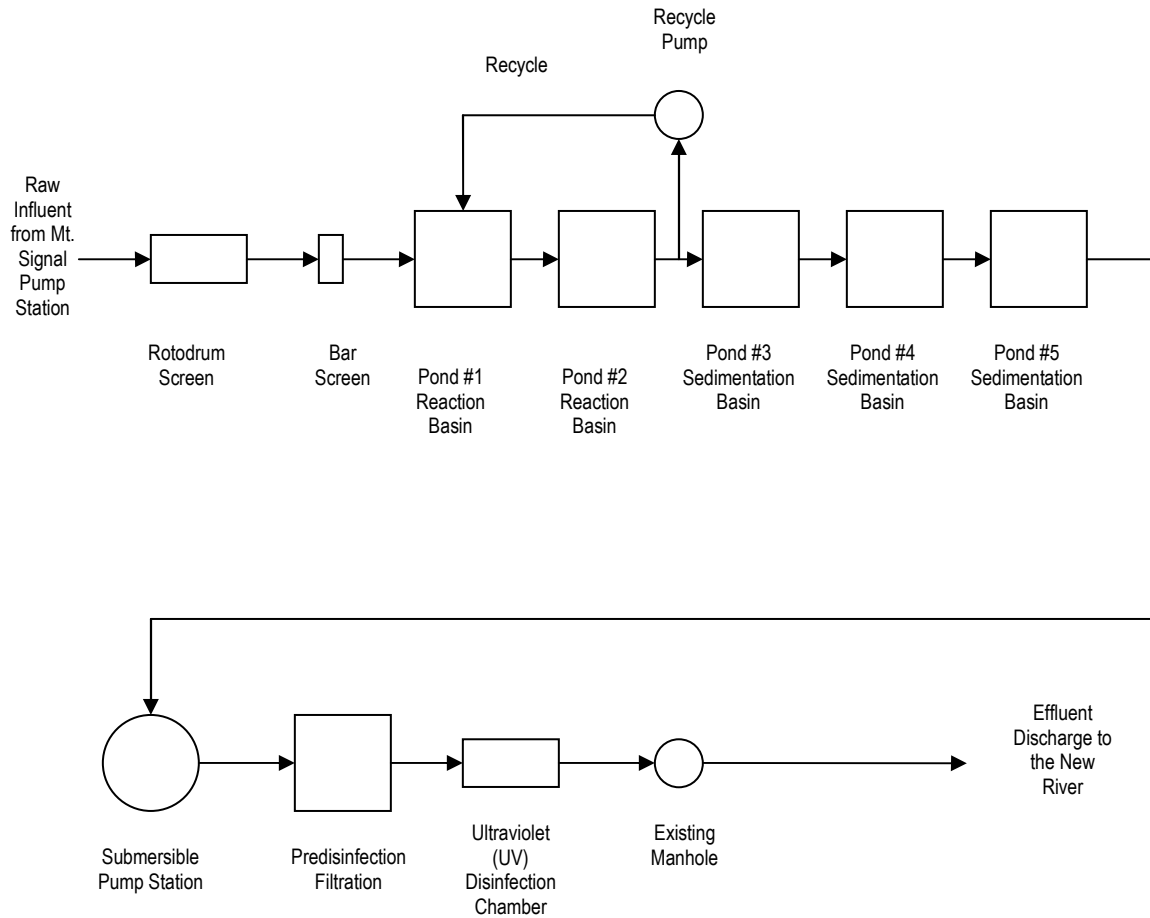 Recycle
Pump
Recycle
Raw
Influent
from Mt.
Signal
Pump
Station
Rotodrum
Screen
Bar
Screen
Pond #1
Reaction
Basin
Pond #2
Reaction
Basin
Pond #3
Sedimentation
Basin
Pond #4
Sedimentation
Basin
Pond #5
Sedimentation
Basin
Submersible
Pump Station
Predisinfection
Filtration
Ultraviolet
(UV)
Disinfection
Chamber
Existing
Manhole
Effluent
Discharge to
the New
River